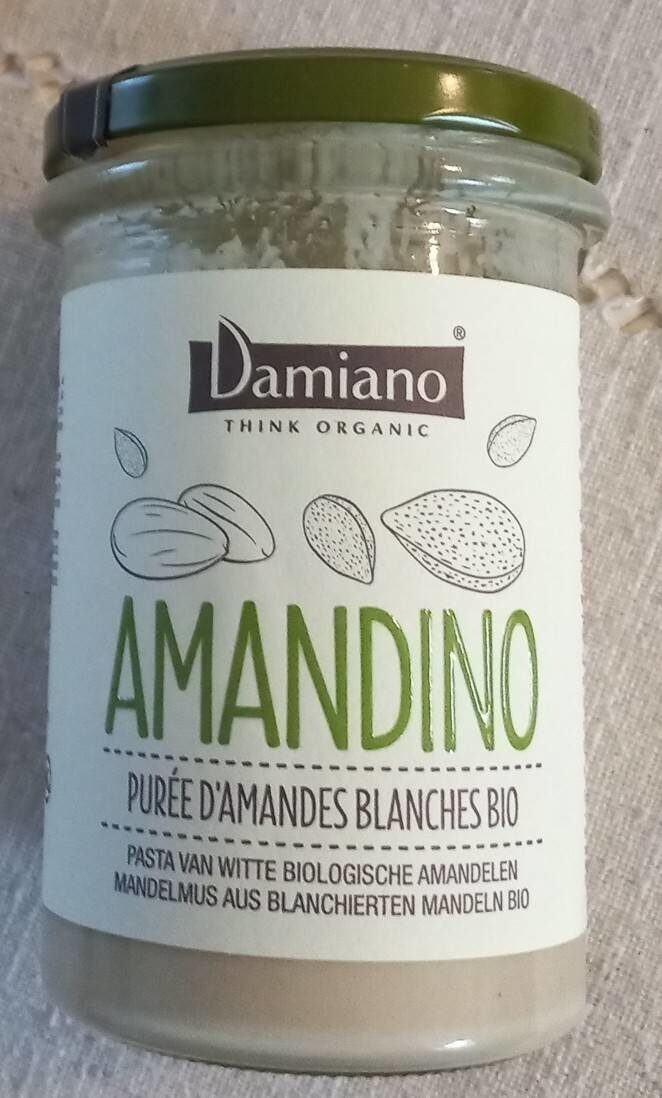 Damiano®
THINK ORGANIC
AMANDINO
PURÉE D'AMANDES BLANCHES BIO
PASTA VAN WITTE BIOLOGISCHE AMANDELEN
MANDELMUS AUS BLANCHIERTEN MANDELN BIO